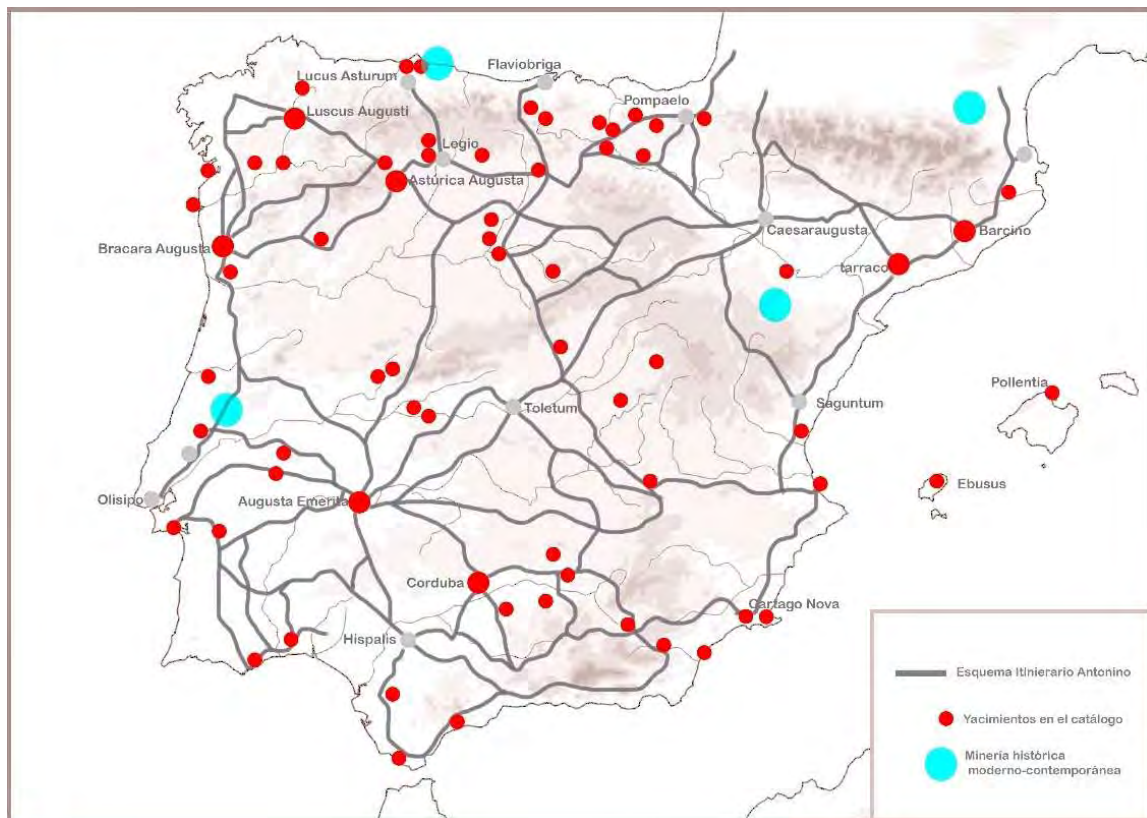 Flaviobriga
Lucus Asturum
Pompaelo
Luscus Augusti
Legio
Astúrica Augusta
Caesaraugusta
Barcino
Bracara Augusta
tarraco
Pollentia
Toletum
Saguntum
Ebusus
Olisipo
Augusta Emerita
Corduba
Cartago Nova
Hispalis
Esquema Itinierario Antonino
Yacimientos en el catálogo
Minería histórica
moderno-contemporánea